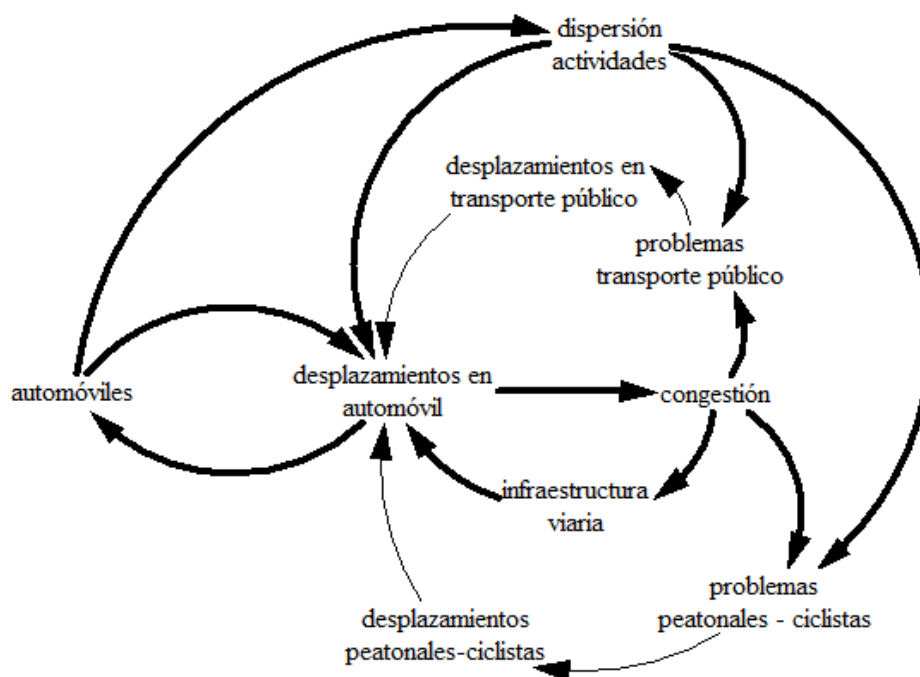 dispersión
actividades
desplazamientos en
transporte público
problemas
transporte público
automóviles
desplazamientos en
automóvil
congestión
infraestructura
viaria
problemas
peatonales - ciclistas
desplazamientos
peatonales-ciclistas